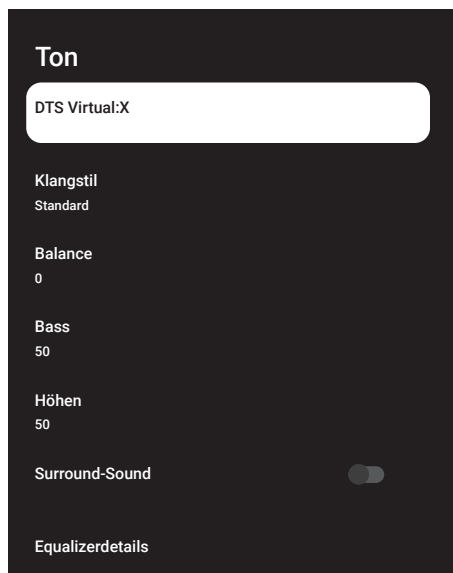 Ton
DTS Virtual:X
Klangstil
Standard
Balance
0
Bass
50
Höhen
50
Surround-Sound
Equalizerdetails